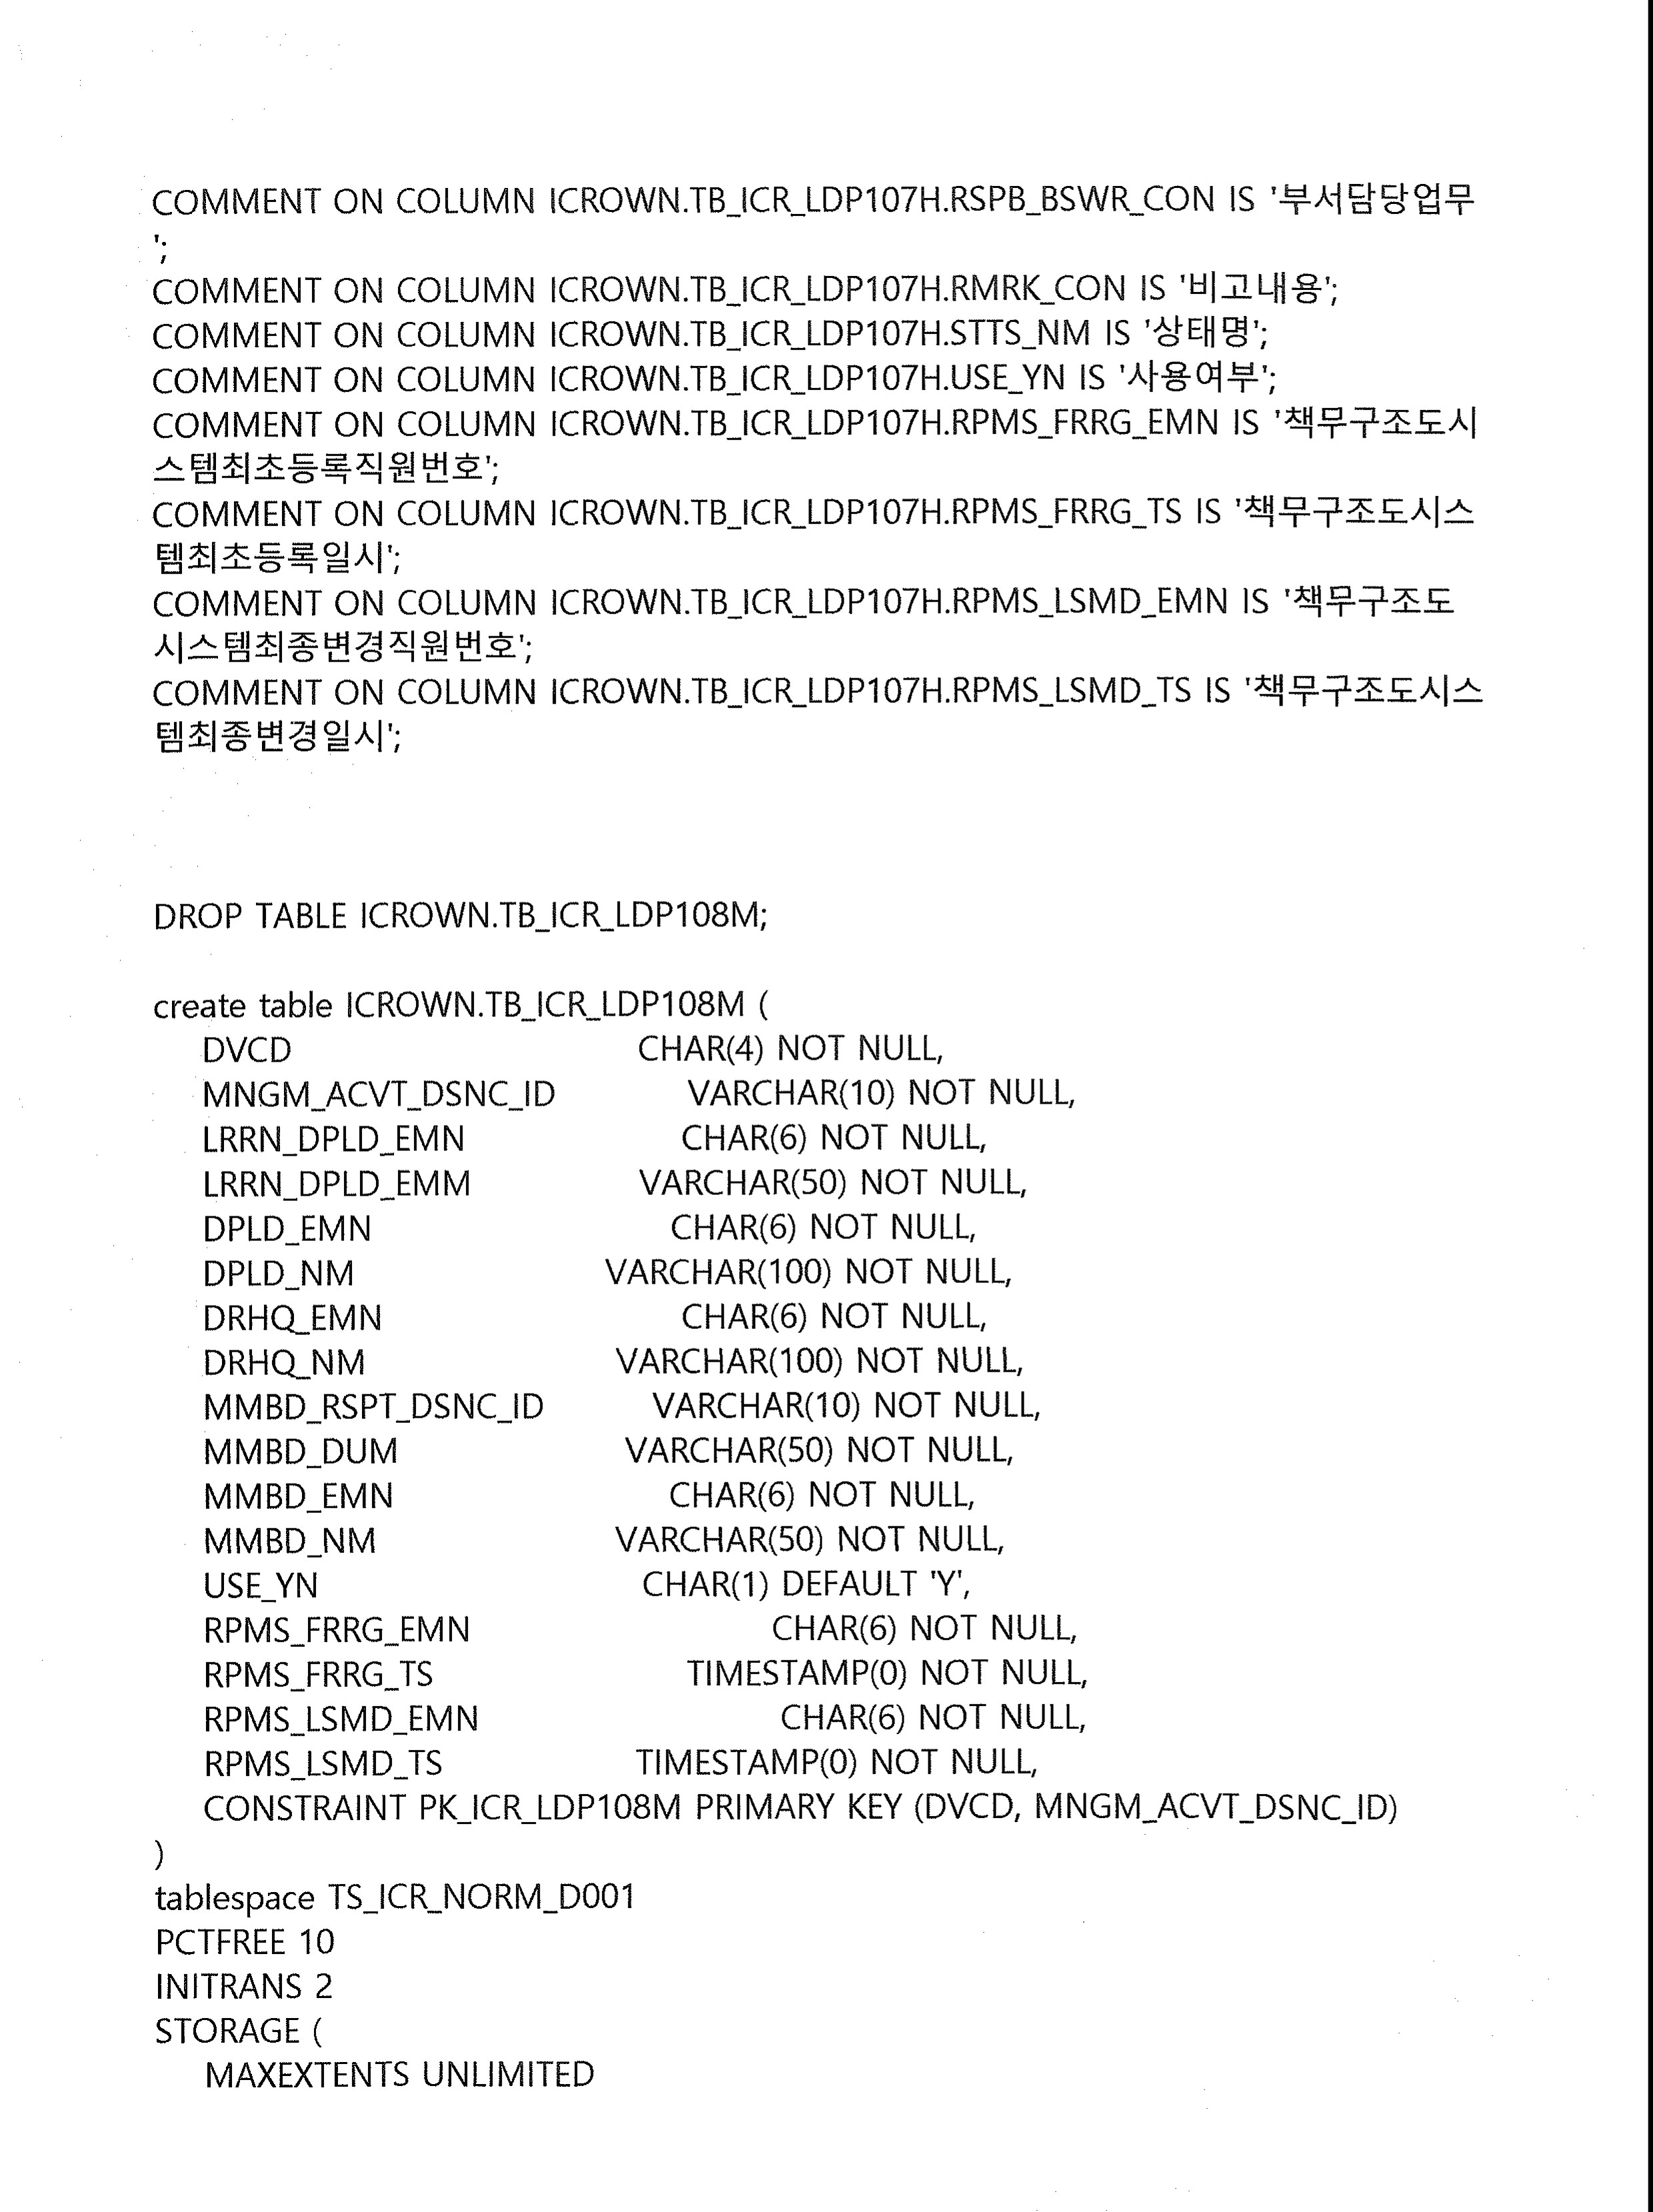 COMMENT ON COLUMN ICROWN.TB_ICR_LDP107H.RSPB_BSWR_CON IS '부서담당업무
';
COMMENT ON COLUMN ICROWN.TB_ICR_LDP107H.RMRK_CON IS '비고내용';
COMMENT ON COLUMN ICROWN.TB_ICR_LDP107H.STTS_NM IS '상태명';
COMMENT ON COLUMN ICROWN.TB_ICR_LDP107H.USE_YN IS '사용여부';
COMMENT ON COLUMN ICROWN.TB_ICR_LDP107H.RPMS_FRRG_EMN IS '책무구조도시
스템최초등록직원번호';
COMMENT ON COLUMN ICROWN.TB_ICR_LDP107H.RPMS_FRRG_TS IS '책무구조도시스
템최초등록일시';
COMMENT ON COLUMN ICROWN.TB_ICR_LDP107H.RPMS_LSMD_EMN IS '책무구조도
시스템최종변경직원번호';
COMMENT ON COLUMN ICROWN.TB_ICR_LDP107H.RPMS_LSMD_TS IS '책무구조도시스
템최종변경일시';
DROP TABLE ICROWN.TB_ICR_LDP108M;
create table ICROWN.TB_ICR_LDP108M (
DVCD CHAR(4) NOT NULL,
MNGM_ACVT_DSNC_ID VARCHAR(10) NOT NULL,
LRRN_DPLD_EMN CHAR(6) NOT NULL,
LRRN_DPLD_EMM VARCHAR(50) NOT NULL,
DPLD_EMN CHAR(6) NOT NULL,
DPLD_NM VARCHAR(100) NOT NULL,
DRHQ_EMN CHAR(6) NOT NULL,
DRHQ_NM VARCHAR(100) NOT NULL,
MMBD_RSPT_DSNC_ID VARCHAR(10) NOT NULL,
MMBD_DUM VARCHAR(50) NOT NULL,
MMBD_EMN CHAR(6) NOT NULL,
MMBD_NM VARCHAR(50) NOT NULL,
USE_YN CHAR(1) DEFAULT 'Y',
RPMS_FRRG_EMN CHAR(6) NOT NULL,
RPMS_FRRG_TS TIMESTAMP(0) NOT NULL,
RPMS_LSMD_EMN CHAR(6) NOT NULL,
RPMS_LSMD_TS TIMESTAMP(0) NOT NULL,
CONSTRAINT PK_ICR_LDP108M PRIMARY KEY (DVCD, MNGM_ACVT_DSNC_ID)
)
tablespace TS_ICR_NORM_D001
PCTFREE 10
INITRANS 2
STORAGE (
MAXEXTENTS UNLIMITED